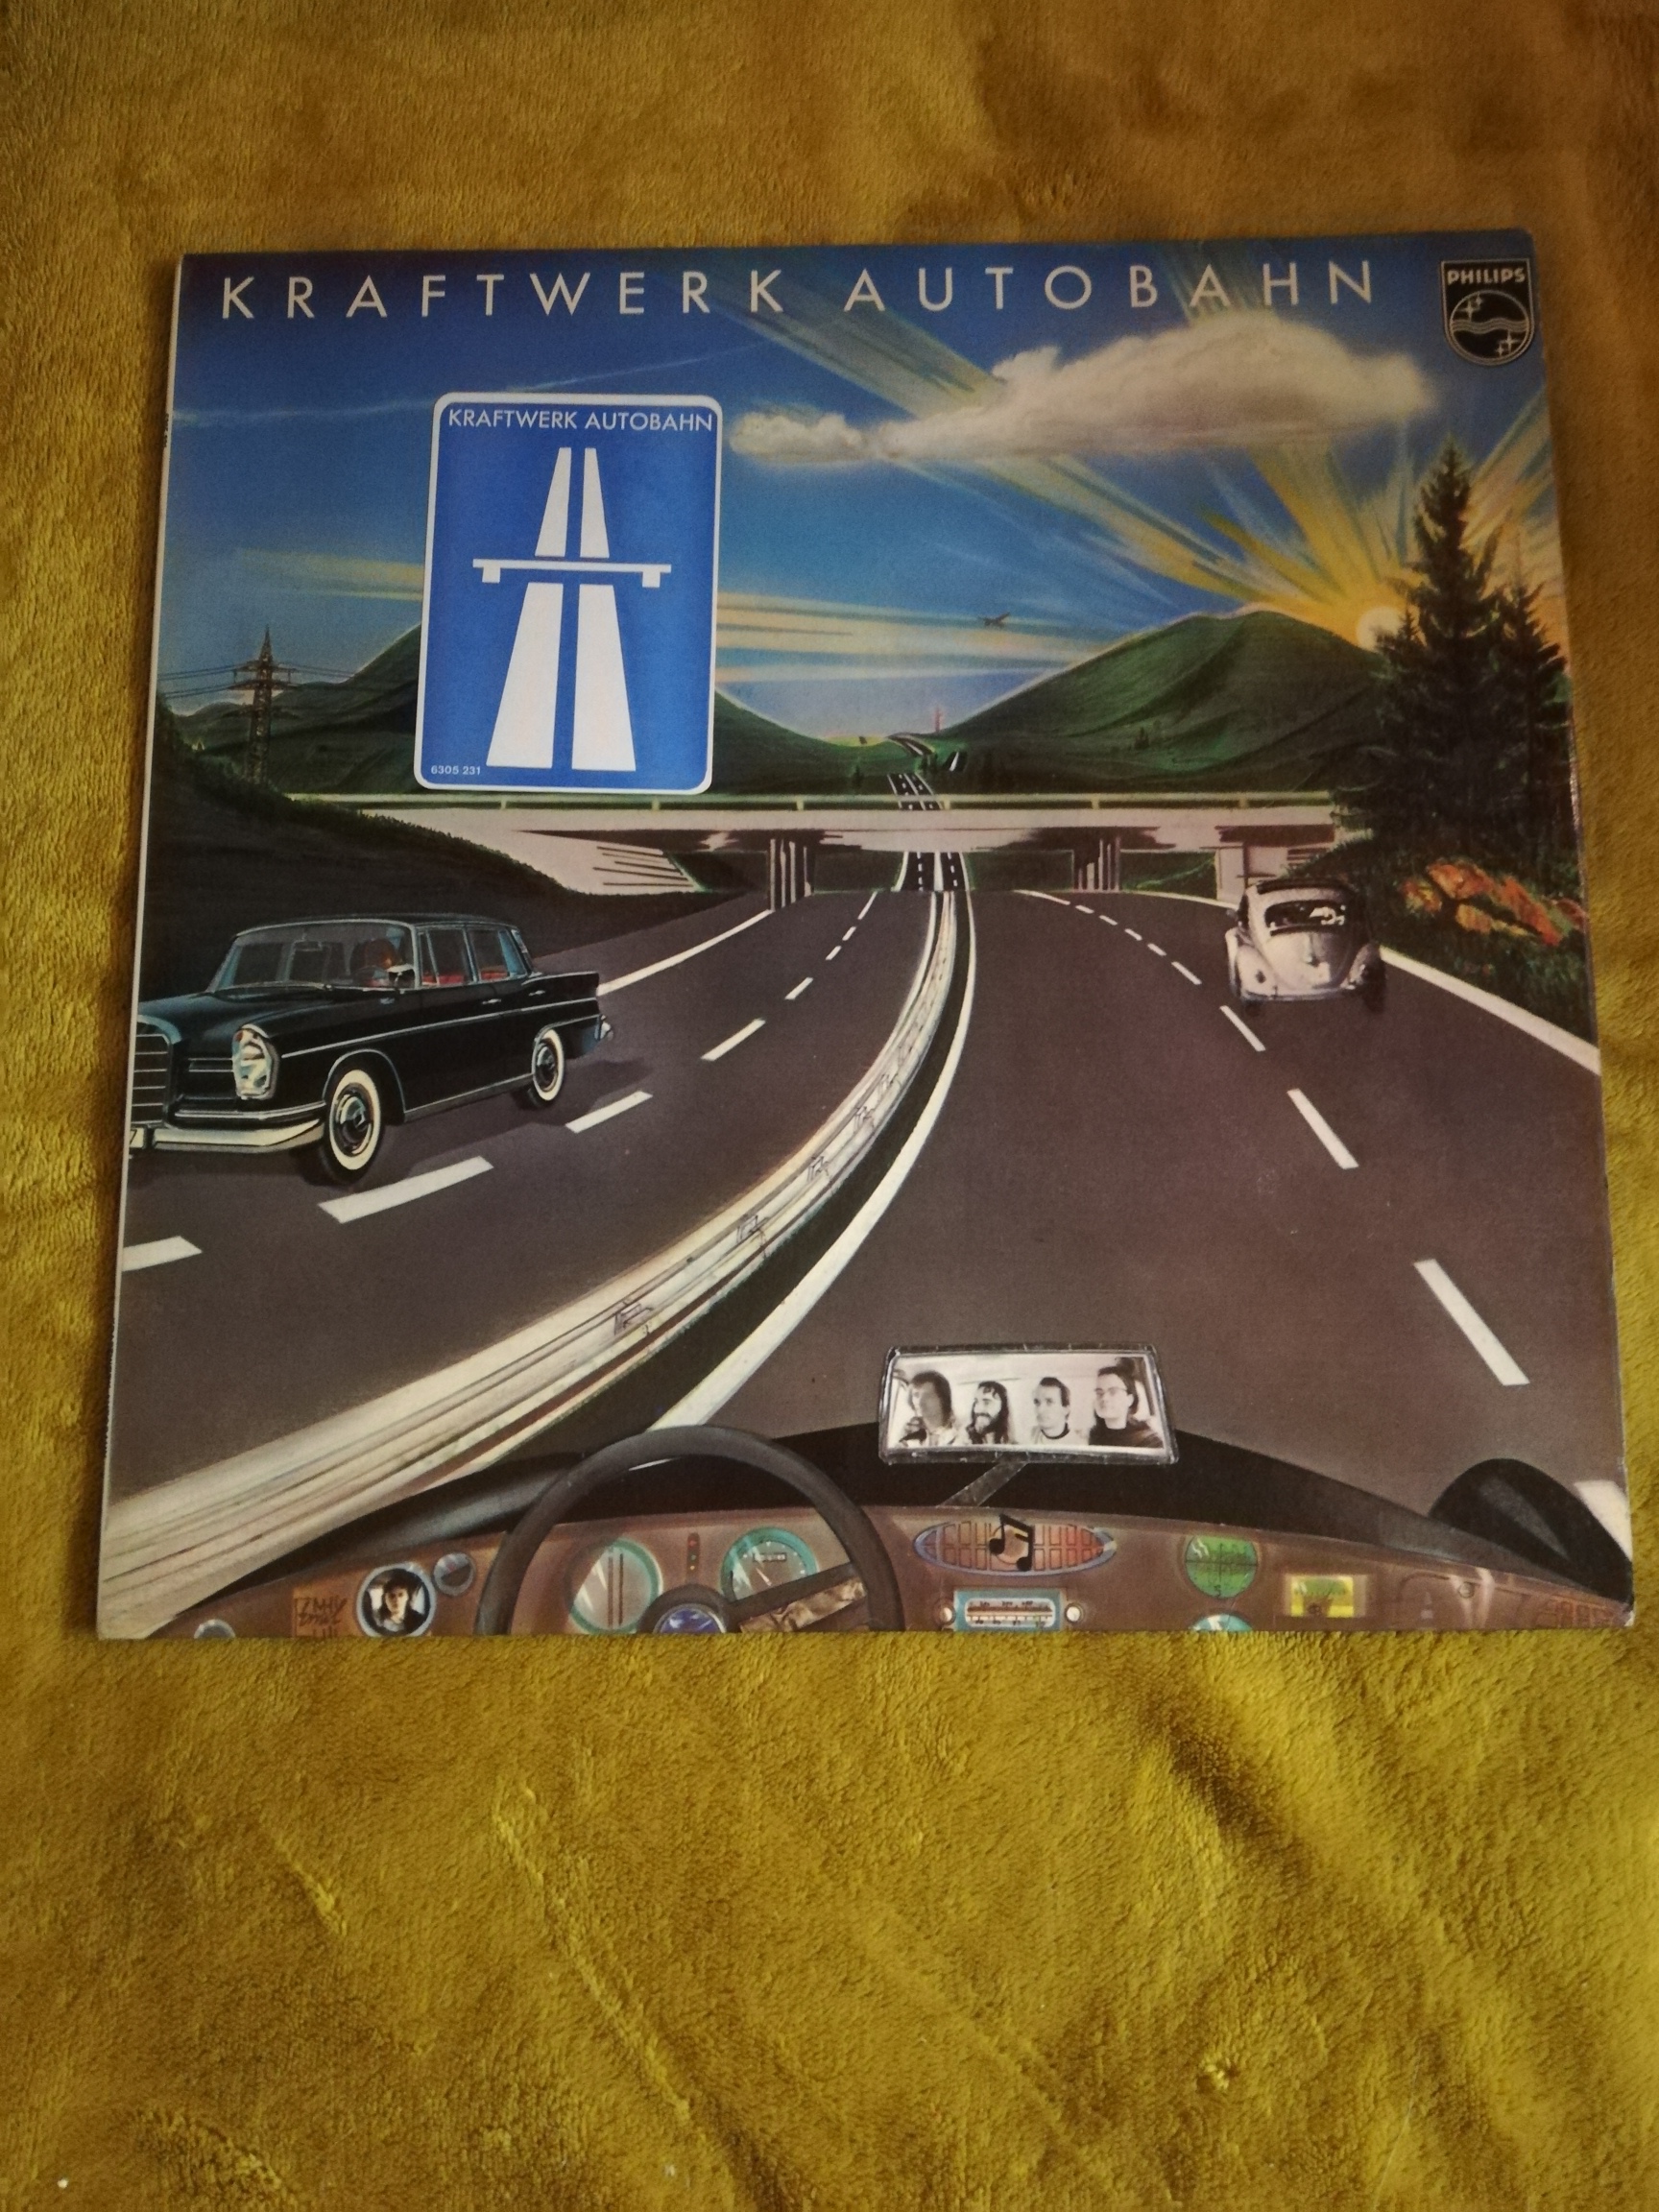 KRAFTWERK AUTOBAHN
PHILIPS
KRAFTWERK AUTOBAHN
6305 231